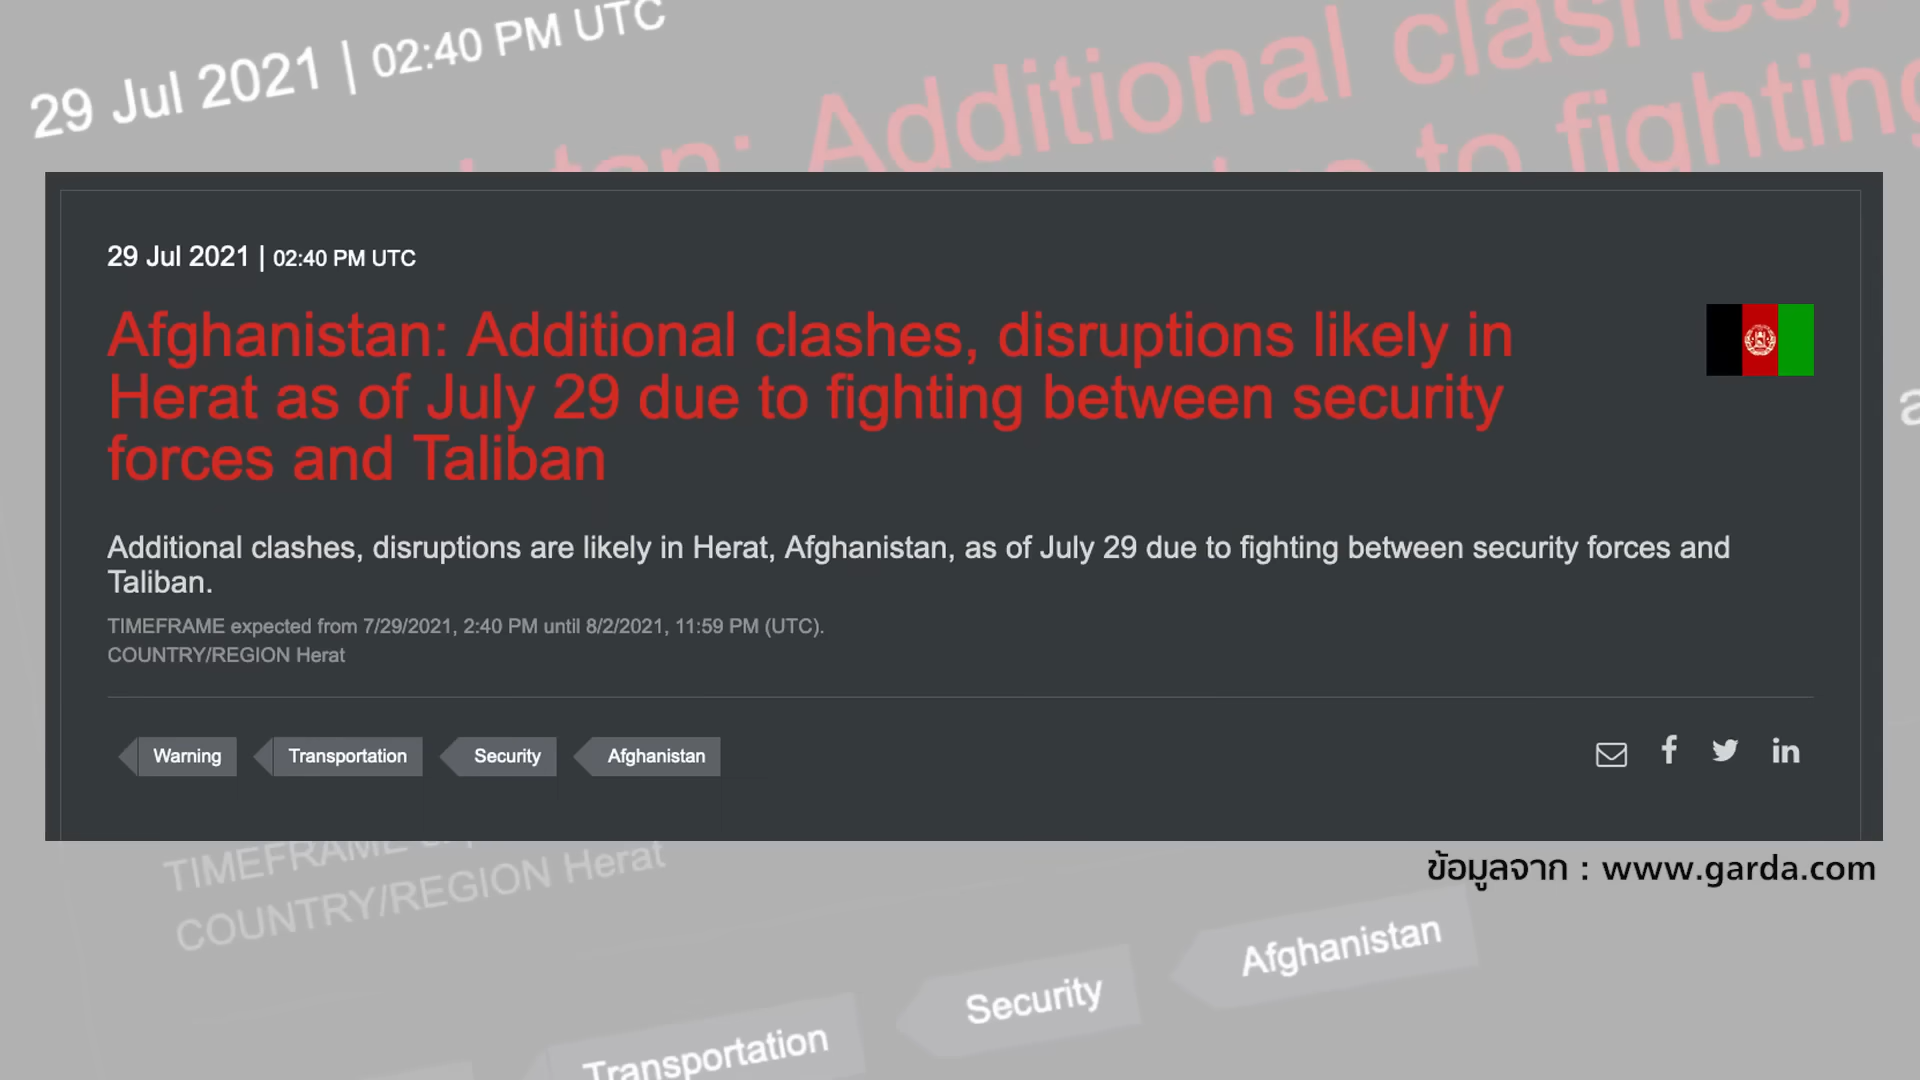 29 Jul 2021 | 02:40 PM UTC
Additional clashes,
to fighting
29 Jul 2021 | 02:40 PM UTC
Afghanistan: Additional clashes, disruptions likely in
Herat as of July 29 due to fighting between security
forces and Taliban
Additional clashes, disruptions are likely in Herat, Afghanistan, as of July 29 due to fighting between security forces and
Taliban.
TIMEFRAME expected from 7/29/2021, 2:40 PM until 8/2/2021, 11:59 PM (UTC).
COUNTRY/REGION Herat
Warning
Transportation
Security
Afghanistan
ข้อมูลจาก : www.garda.com
TIMEFRAME
COUNTRY/REGION Herat
Afghanistan
Security
Transportation